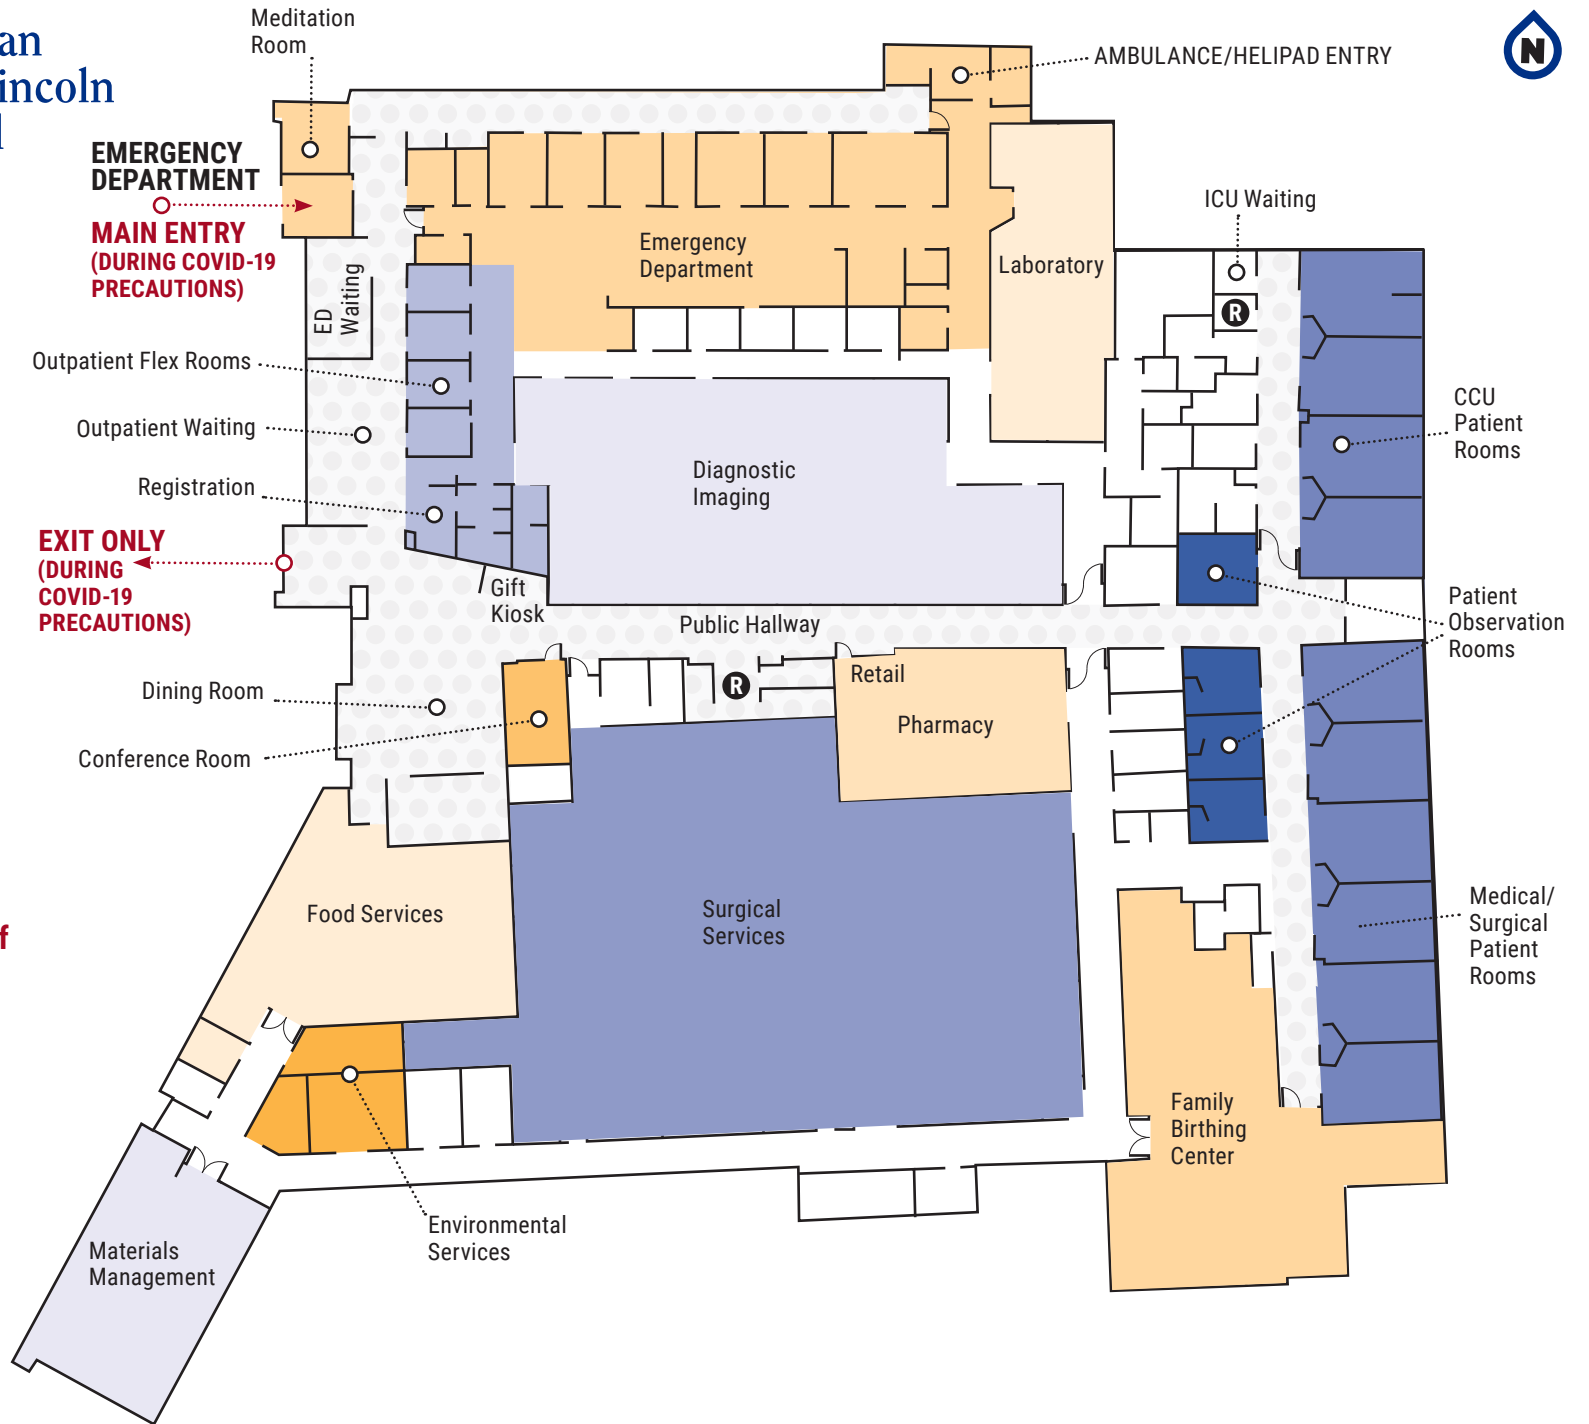 an
incoln
Meditation
Room
AMBULANCE/HELIPAD ENTRY
N
EMERGENCY
DEPARTMENT
MAIN ENTRY
(DURING COVID-19
PRECAUTIONS)
ED
Waiting
Emergency
Department
Laboratory
ICU Waiting
R
Outpatient Flex Rooms
Outpatient Waiting
Registration
CCU
Patient
Rooms
Diagnostic
Imaging
EXIT ONLY
(DURING
COVID-19
PRECAUTIONS)
Gift
Kiosk
Public Hallway
Patient
Observation
Rooms
Dining Room
Conference Room
R
Retail
Pharmacy
Food Services
Surgical
Services
Medical/
Surgical
Patient
Rooms
f
Family
Birthing
Center
Environmental
Services
Materials
Management